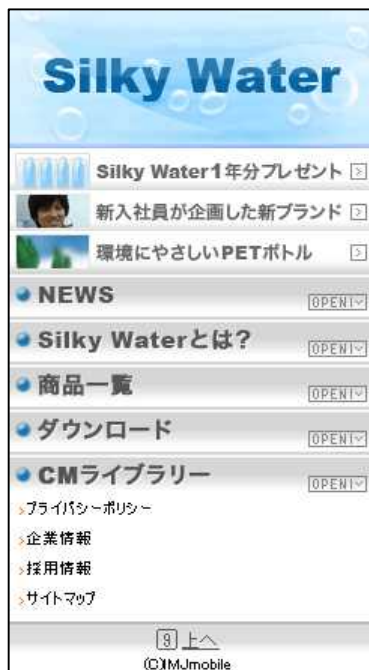 Silky Water
Silky Water1年分プレゼント
新入社員が企画した新ブランド
環境にやさしいPETボトル
NEWS OPEN!
Silky Waterとは? OPEN!
商品一覧 OPEN!
ダウンロード OPEN!
CMライブラリー OPEN!
プライバシーポリシー
企業情報
採用情報
サイトマップ
9 上へ
(C)IMJmobile